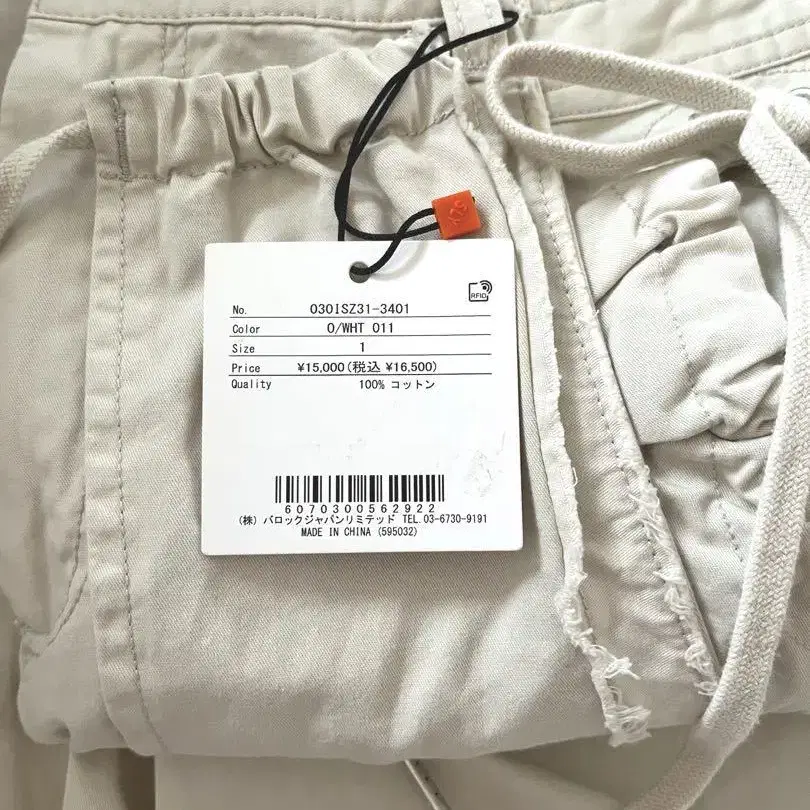 RFID
No. 030ISZ31-3401
Color O/WHT 011
Size 1
Price ¥15,000(税込 ¥16,500)
Quality 100% コットン
6070300562922
(株) バロックジャパンリミテッド TEL.03-6730-9191
MADE IN CHINA (595032)